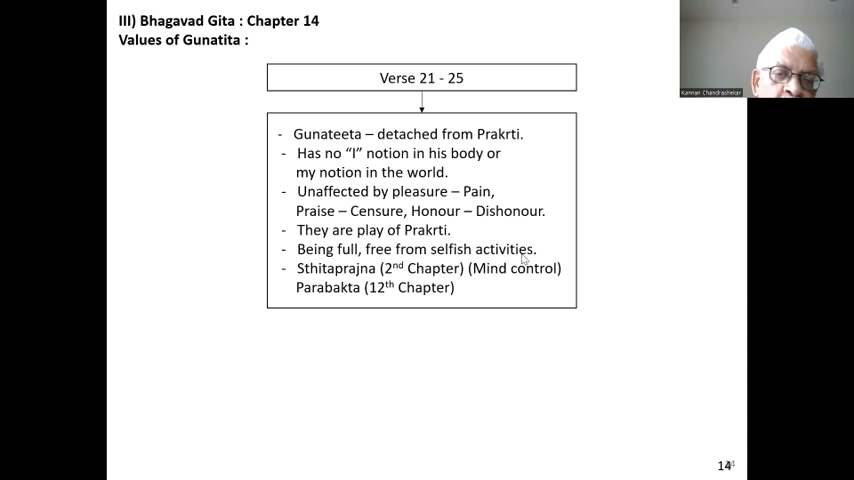 III) Bhagavad Gita : Chapter 14
Values of Gunatita :
Verse 21 - 25
- Gunateeta – detached from Prakrti.
- Has no “I” notion in his body or
my notion in the world.
- Unaffected by pleasure – Pain,
Praise – Censure, Honour – Dishonour.
- They are play of Prakrti.
- Being full, free from selfish activities.
- Sthitaprajna (2nd Chapter) (Mind control)
Parabakta (12th Chapter)
Kannan Chandrashekar
14